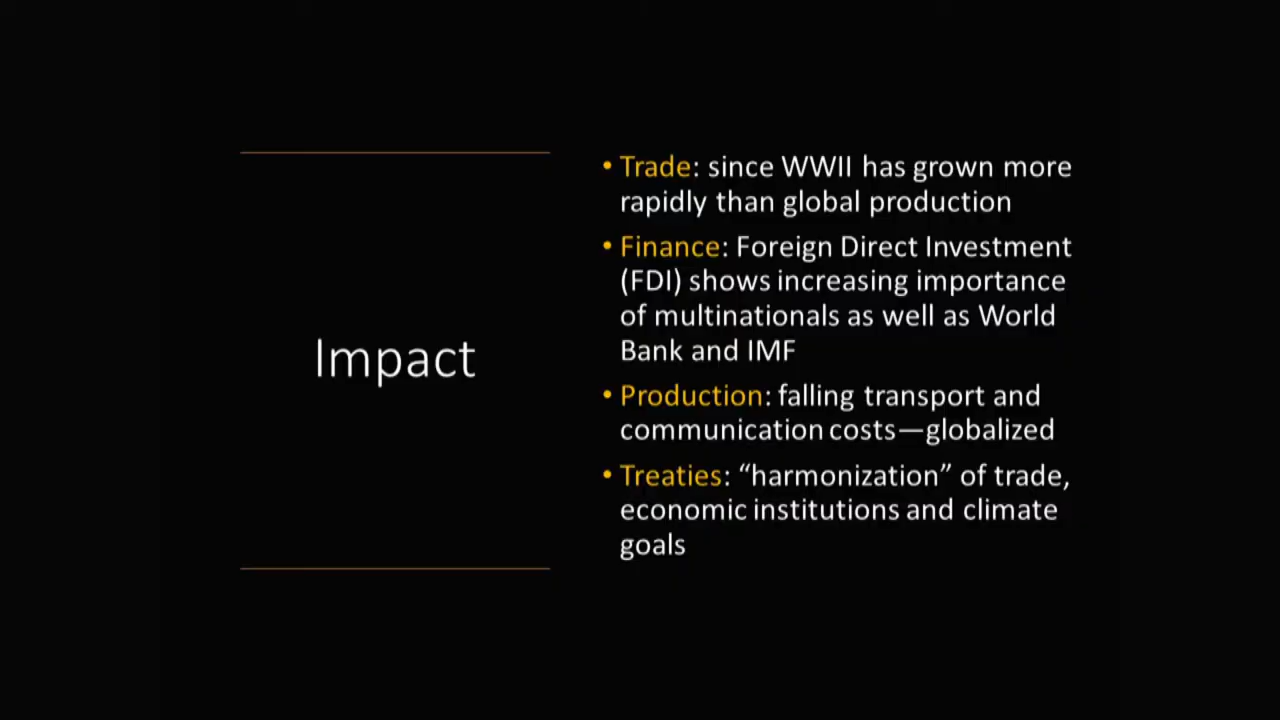 Impact
• Trade: since WWII has grown more
rapidly than global production
• Finance: Foreign Direct Investment
(FDI) shows increasing importance
of multinationals as well as World
Bank and IMF
• Production: falling transport and
communication costs—globalized
• Treaties: “harmonization” of trade,
economic institutions and climate
goals